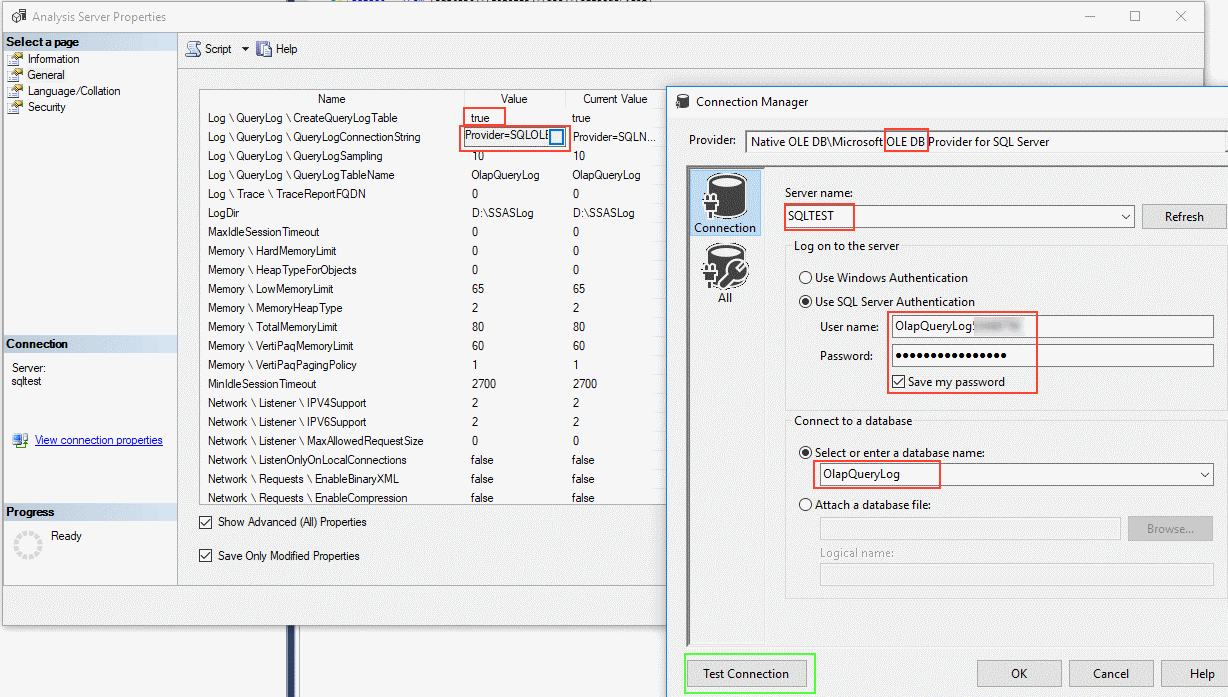 Analysis Server Properties
Select a page
Information
General
Language/Collation
Security
Connection
Server:
sqltest
View connection properties
Progress
Ready
Script Help
Name Value Current Value
Log \ QueryLog \ CreateQueryLogTable true true
Log \ QueryLog \ QueryLogConnectionString Provider=SQLOLE Provider=SQLN...
Log \ QueryLog \ QueryLogSampling 10 10
Log \ QueryLog \ QueryLogTableName OlapQueryLog OlapQueryLog
Log \ Trace \ TraceReportFQDN 0 0
LogDir D:\SSASLog D:\SSASLog
MaxIdleSessionTimeout 0 0
Memory \ HardMemoryLimit 0 0
Memory \ HeapTypeForObjects 0 0
Memory \ LowMemoryLimit 65 65
Memory \ MemoryHeapType 2 2
Memory \ TotalMemoryLimit 80 80
Memory \ VertiPaqMemoryLimit 60 60
Memory \ VertiPaqPagingPolicy 1 1
MinIdleSessionTimeout 2700 2700
Network \ Listener \ IPV4Support 2 2
Network \ Listener \ IPV6Support 2 2
Network \ Listener \ MaxAllowedRequestSize 0 0
Network \ ListenOnlyOnLocalConnections false false
Network \ Requests \ EnableBinaryXML false false
Network \ Requests \ EnableCompression false false
Show Advanced (All) Properties
Save Only Modified Properties
Connection Manager
Provider: Native OLE DB\Microsoft OLE DB Provider for SQL Server
Connection
All
Server name:
SQLTEST Refresh
Log on to the server
Use Windows Authentication
Use SQL Server Authentication
User name: OlapQueryLog
Password: ●●●●●●●●●●●●●●●●
Save my password
Connect to a database
Select or enter a database name:
OlapQueryLog
Attach a database file:
Browse...
Logical name:
Test Connection OK Cancel Help